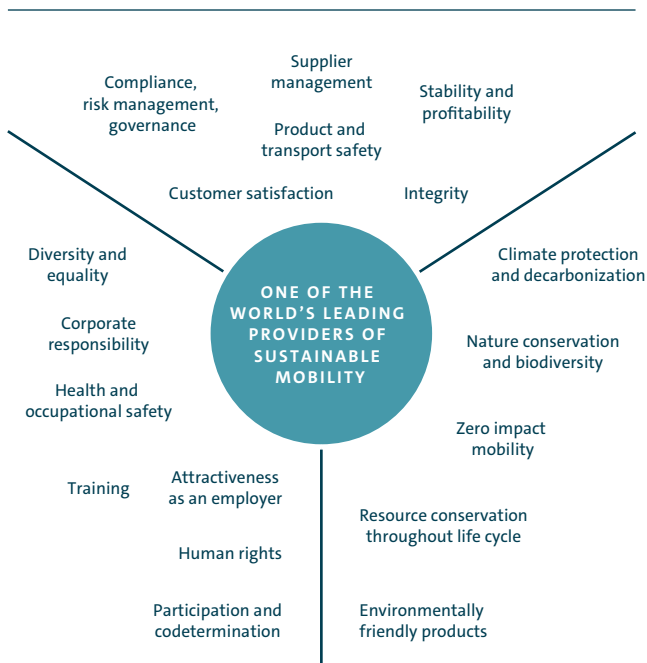 Supplier
management
Compliance,
risk management,
governance
Stability and
profitability
Product and
transport safety
Customer satisfaction
Integrity
Diversity and
equality
Climate protection
and decarbonization
ONE OF THE
WORLD'S LEADING
PROVIDERS OF
SUSTAINABLE
MOBILITY
Corporate
responsibility
Nature conservation
and biodiversity
Health and
occupational safety
Zero impact
mobility
Training
Attractiveness
as an employer
Resource conservation
throughout life cycle
Human rights
Participation and
codetermination
Environmentally
friendly products